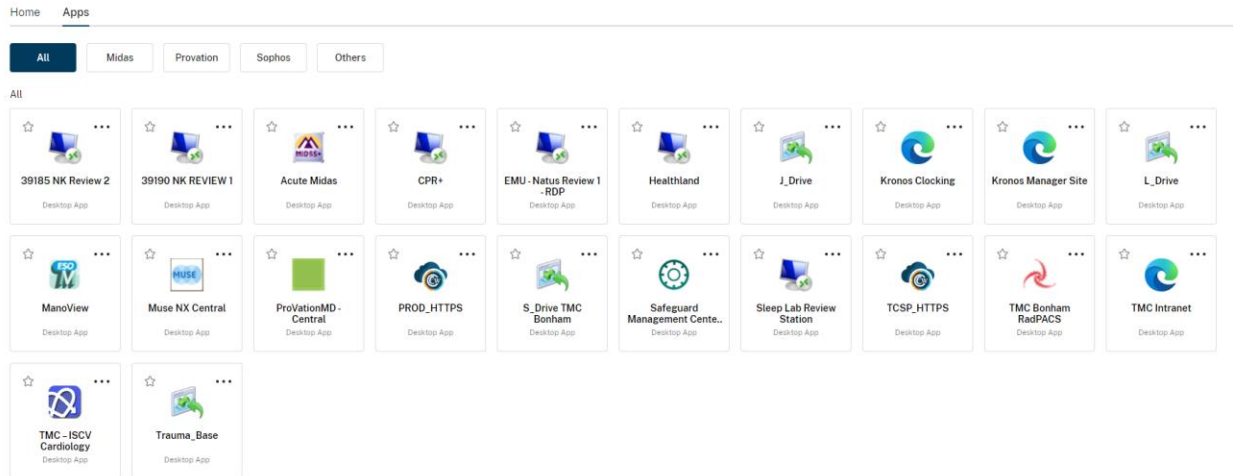 Home Apps
All Midas Provation Sophos Others
All
39185 NK Review 2
Desktop App
39190 NK REVIEW 1
Desktop App
MIDAS+
Acute Midas
Desktop App
CPR+
Desktop App
EMU - Natus Review 1
- RDP
Desktop App
Healthland
Desktop App
J_Drive
Desktop App
Kronos Clocking
Desktop App
Kronos Manager Site
Desktop App
L_Drive
Desktop App
ESO
ManoView
Desktop App
MUSE
Muse NX Central
Desktop App
ProVationMD -
Central
Desktop App
PROD_HTTPS
Desktop App
S_Drive TMC
Bonham
Desktop App
Safeguard
Management Cente..
Desktop App
Sleep Lab Review
Station
Desktop App
TCSP_HTTPS
Desktop App
TMC Bonham
RadPACS
Desktop App
TMC Intranet
Desktop App
TMC – ISCV
Cardiology
Desktop App
Trauma_Base
Desktop App